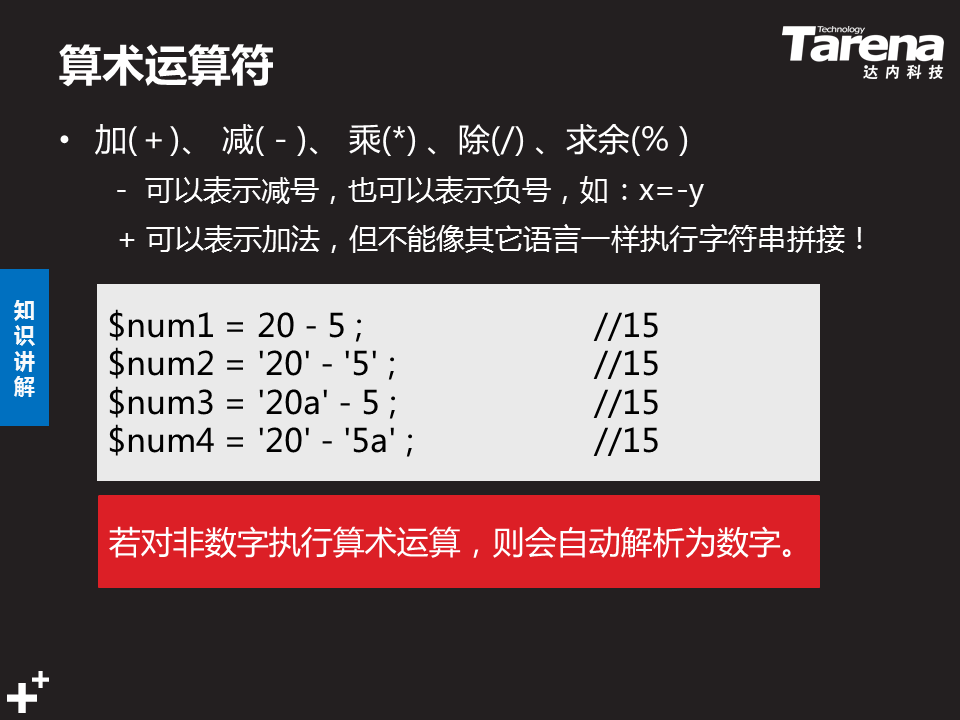 算术运算符
Technology
Tarena
达内科技
• 加(+)、 减( - )、 乘(*) 、除(/) 、求余(% )
- 可以表示减号，也可以表示负号，如：x=-y
+ 可以表示加法，但不能像其它语言一样执行字符串拼接！
知识讲解
$num1 = 20 - 5 ; //15
$num2 = '20' - '5' ; //15
$num3 = '20a' - 5 ; //15
$num4 = '20' - '5a' ; //15
若对非数字执行算术运算，则会自动解析为数字。